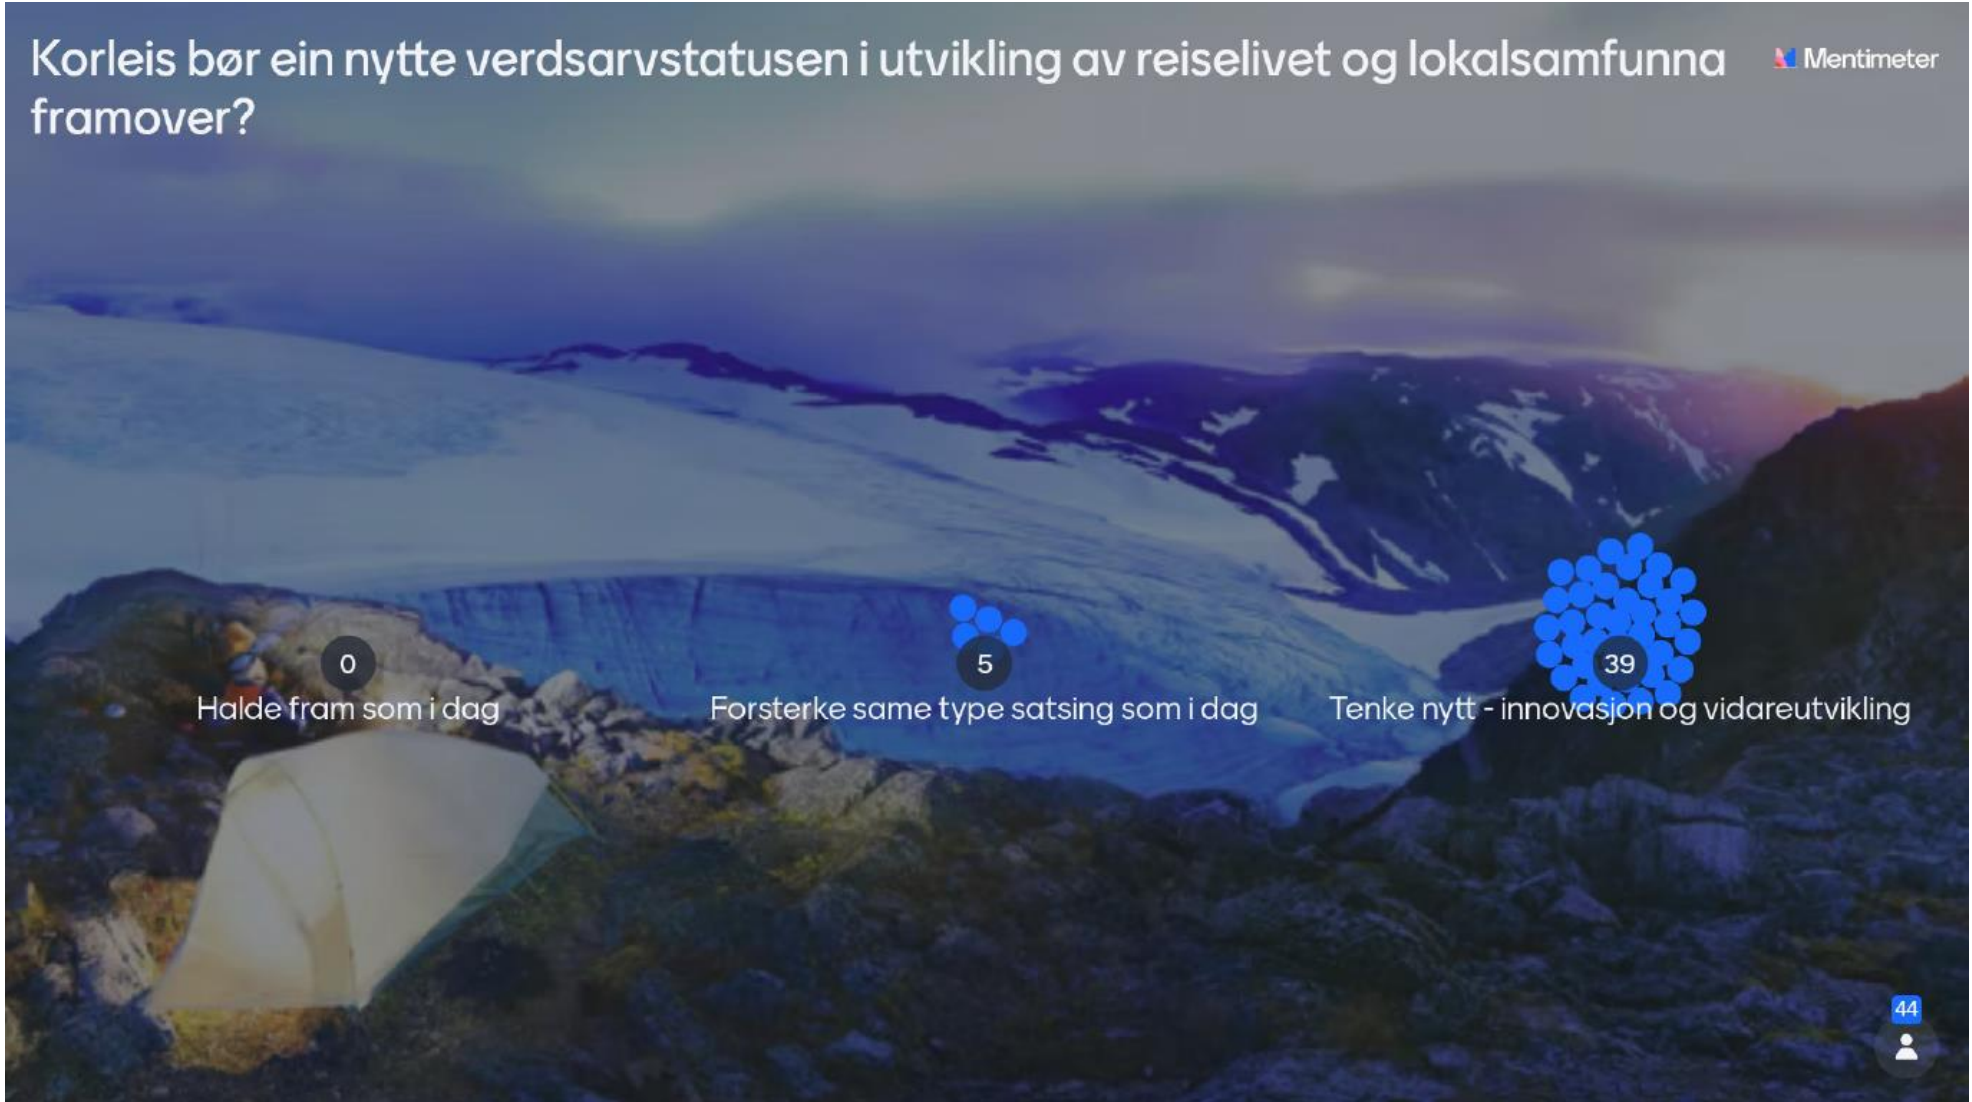 Korleis bør ein nytte verdsarvstatusen i utvikling av reiselivet og lokalsamfunna
framover?
Mentimeter
0
Halde fram som i dag
5
Forsterke same type satsing som i dag
39
Tenke nytt - innovasjon og vidareutvikling
44